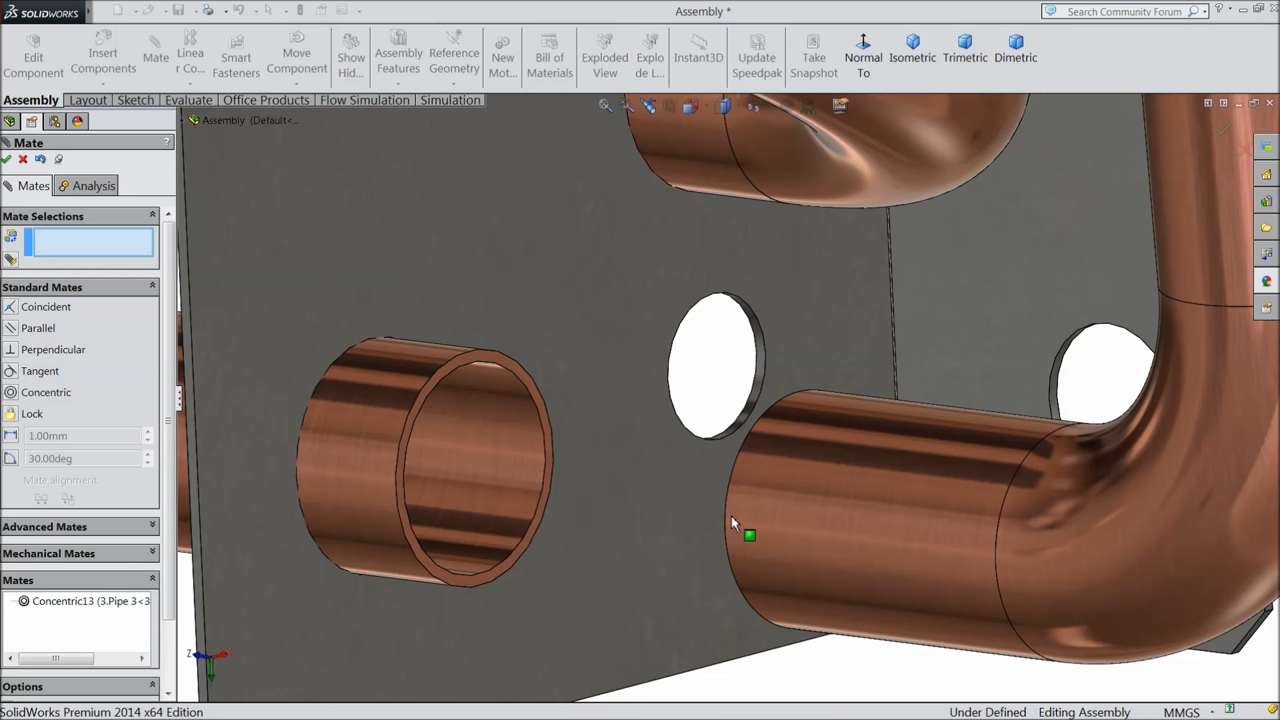 SOLIDWORKS
Assembly *
Search Community Forum
Edit Component
Insert Components
Mate
Linea r Co...
Smart Fasteners
Move Component
Show Hid...
Assembly Features
Reference Geometry
New Mot...
Bill of Materials
Exploded View
Explo de L...
Instant3D
Update Speedpak
Take Snapshot
Normal To
Isometric
Trimetric
Dimetric
Assembly
Layout
Sketch
Evaluate
Office Products
Flow Simulation
Simulation
Assembly (Default<...
Mate
?
Mates
Analysis
Mate Selections
Standard Mates
Coincident
Parallel
Perpendicular
Tangent
Concentric
Lock
1.00mm
30.00deg
Mate alignment:
Advanced Mates
Mechanical Mates
Mates
Concentric13 (3.Pipe 3<3
Options
Z
SolidWorks Premium 2014 x64 Edition
Under Defined
Editing Assembly
MMGS